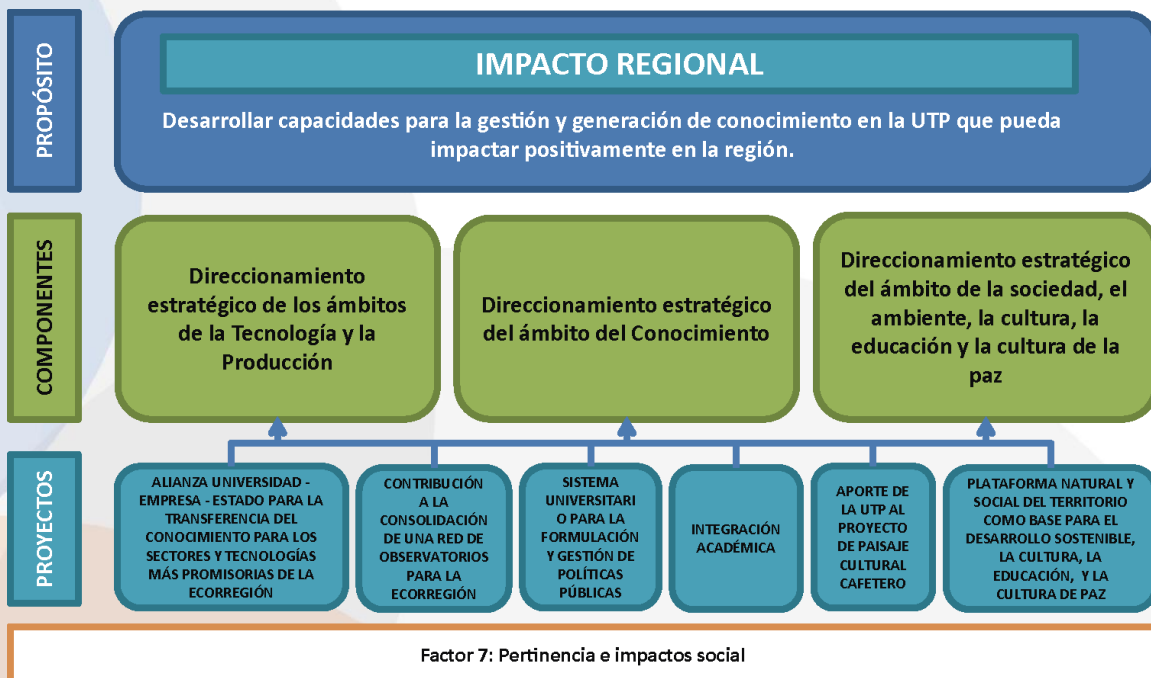 PROPÓSITO
IMPACTO REGIONAL
Desarrollar capacidades para la gestión y generación de conocimiento en la UTP que pueda
impactar positivamente en la región.
COMPONENTES
Direccionamiento
estratégico de los ámbitos
de la Tecnología y la
Producción
Direccionamiento estratégico
del ámbito del Conocimiento
Direccionamiento estratégico
del ámbito de la sociedad, el
ambiente, la cultura, la
educación y la cultura de la
paz
PROYECTOS
ALIANZA UNIVERSIDAD -
EMPRESA - ESTADO PARA LA
TRANSFERENCIA DEL
CONOCIMIENTO PARA LOS
SECTORES Y TECNOLOGÍAS
MÁS PROMISORIAS DE LA
ECORREGIÓN
CONTRIBUCIÓN
A LA
CONSOLIDACIÓN
DE UNA RED DE
OBSERVATORIOS
PARA LA
ECORREGIÓN
SISTEMA
UNIVERSITARI
O PARA LA
FORMULACIÓN
Y GESTIÓN DE
POLÍTICAS
PÚBLICAS
INTEGRACIÓN
ACADÉMICA
APORTE DE
LA UTP AL
PROYECTO
DE PAISAJE
CULTURAL
CAFETERO
PLATAFORMA NATURAL Y
SOCIAL DEL TERRITORIO
COMO BASE PARA EL
DESARROLLO SOSTENIBLE,
LA CULTURA, LA
EDUCACIÓN, Y LA
CULTURA DE PAZ
Factor 7: Pertinencia e impactos social